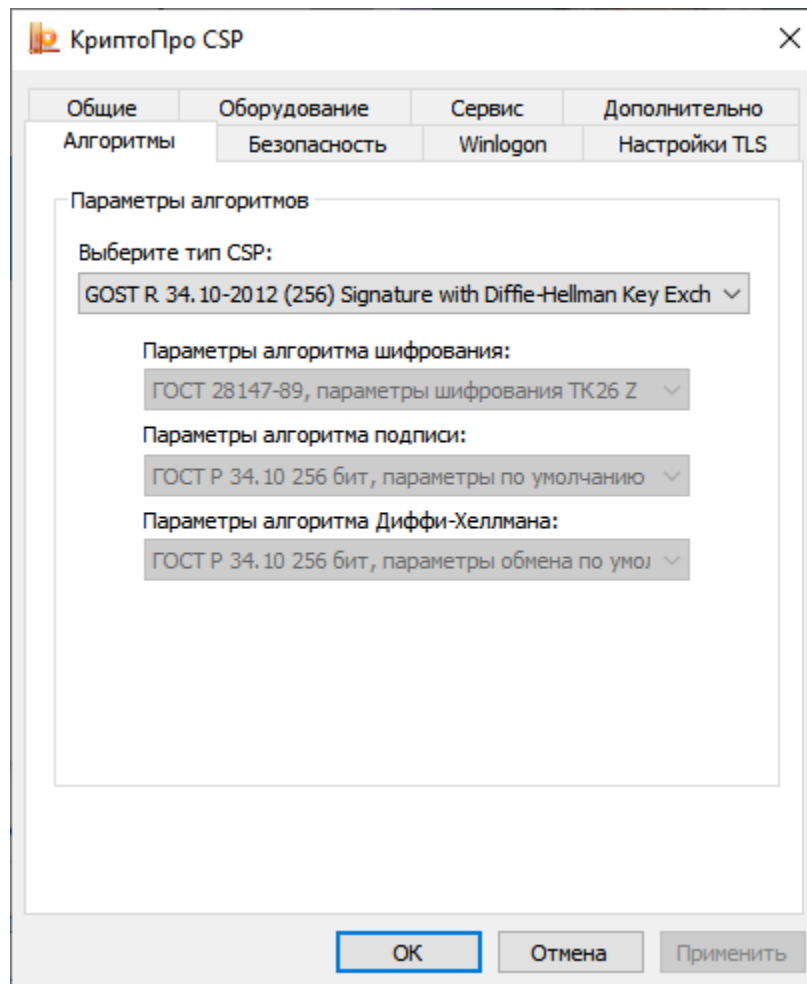 КриптоПро CSP
Общие Оборудование Сервис Дополнительно
Алгоритмы Безопасность Winlogon Настройки TLS
Параметры алгоритмов
Выберите тип CSP:
GOST R 34.10-2012 (256) Signature with Diffie-Hellman Key Exch
Параметры алгоритма шифрования:
ГОСТ 28147-89, параметры шифрования ТК26 Z
Параметры алгоритма подписи:
ГОСТ Р 34.10 256 бит, параметры по умолчанию
Параметры алгоритма Диффи-Хеллмана:
ГОСТ Р 34.10 256 бит, параметры обмена по умол
ОК Отмена Применить